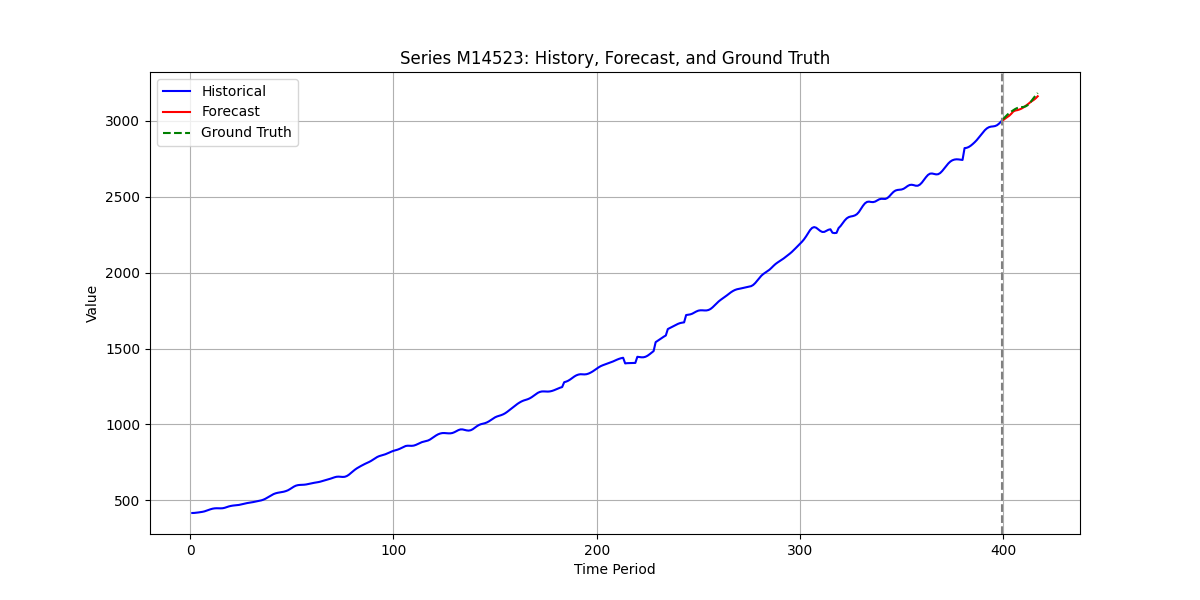 Series M14523: History, Forecast, and Ground Truth
Historical
Forecast
Ground Truth
3000
2500
2000
1500
1000
500
Value
0 100 200 300 400
Time Period